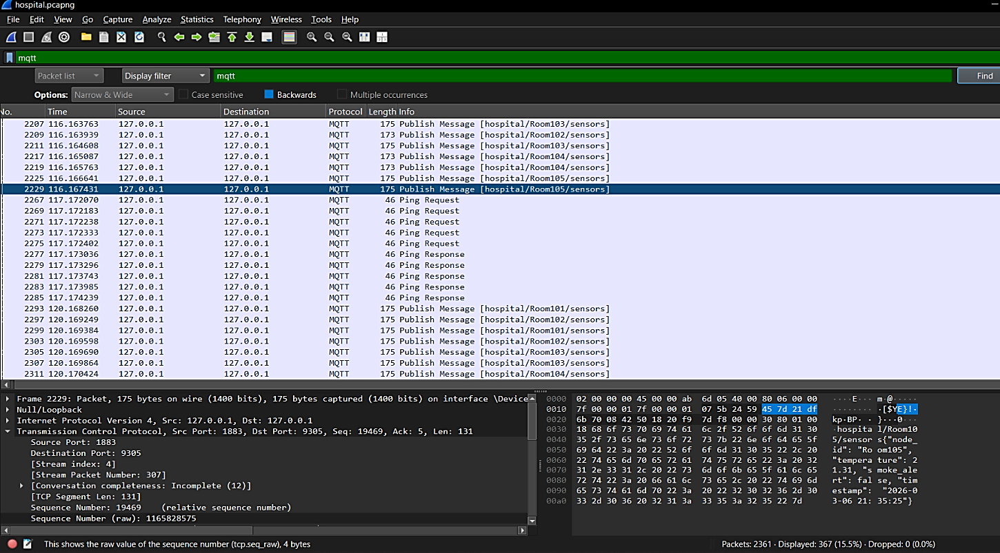 hospital.pcapng
File Edit View Go Capture Analyze Statistics Telephony Wireless Tools Help
mqtt
Packet list Display filter mqtt Find
Options: Narrow & Wide Case sensitive Backwards Multiple occurrences
No. Time Source Destination Protocol Length Info
2207 116.163763 127.0.0.1 127.0.0.1 MQTT 175 Publish Message [hospital/Room103/sensors]
2209 116.163939 127.0.0.1 127.0.0.1 MQTT 173 Publish Message [hospital/Room102/sensors]
2211 116.164608 127.0.0.1 127.0.0.1 MQTT 175 Publish Message [hospital/Room103/sensors]
2217 116.165087 127.0.0.1 127.0.0.1 MQTT 173 Publish Message [hospital/Room104/sensors]
2219 116.165763 127.0.0.1 127.0.0.1 MQTT 173 Publish Message [hospital/Room104/sensors]
2225 116.166641 127.0.0.1 127.0.0.1 MQTT 175 Publish Message [hospital/Room105/sensors]
2229 116.167431 127.0.0.1 127.0.0.1 MQTT 175 Publish Message [hospital/Room105/sensors]
2267 117.172070 127.0.0.1 127.0.0.1 MQTT 46 Ping Request
2269 117.172183 127.0.0.1 127.0.0.1 MQTT 46 Ping Request
2271 117.172238 127.0.0.1 127.0.0.1 MQTT 46 Ping Request
2273 117.172333 127.0.0.1 127.0.0.1 MQTT 46 Ping Request
2275 117.172402 127.0.0.1 127.0.0.1 MQTT 46 Ping Request
2277 117.173036 127.0.0.1 127.0.0.1 MQTT 46 Ping Response
2279 117.173296 127.0.0.1 127.0.0.1 MQTT 46 Ping Response
2281 117.173743 127.0.0.1 127.0.0.1 MQTT 46 Ping Response
2283 117.173985 127.0.0.1 127.0.0.1 MQTT 46 Ping Response
2285 117.174239 127.0.0.1 127.0.0.1 MQTT 46 Ping Response
2293 120.168260 127.0.0.1 127.0.0.1 MQTT 175 Publish Message [hospital/Room101/sensors]
2297 120.169249 127.0.0.1 127.0.0.1 MQTT 175 Publish Message [hospital/Room102/sensors]
2299 120.169384 127.0.0.1 127.0.0.1 MQTT 175 Publish Message [hospital/Room101/sensors]
2303 120.169598 127.0.0.1 127.0.0.1 MQTT 175 Publish Message [hospital/Room102/sensors]
2305 120.169690 127.0.0.1 127.0.0.1 MQTT 175 Publish Message [hospital/Room103/sensors]
2307 120.169864 127.0.0.1 127.0.0.1 MQTT 175 Publish Message [hospital/Room103/sensors]
2311 120.170424 127.0.0.1 127.0.0.1 MQTT 175 Publish Message [hospital/Room104/sensors]
Frame 2229: Packet, 175 bytes on wire (1400 bits), 175 bytes captured (1400 bits) on interface \Device
Null/Loopback
Internet Protocol Version 4, Src: 127.0.0.1, Dst: 127.0.0.1
Transmission Control Protocol, Src Port: 1883, Dst Port: 9305, Seq: 19469, Ack: 5, Len: 131
Source Port: 1883
Destination Port: 9305
[Stream index: 4]
[Stream Packet Number: 307]
[Conversation completeness: Incomplete (12)]
[TCP Segment Len: 131]
Sequence Number: 19469 (relative sequence number)
Sequence Number (raw): 1165828575
0000 02 00 00 00 45 00 00 ab 6d 05 40 00 80 06 00 00 ····E··· m·@·····
0010 7f 00 00 01 7f 00 00 01 07 5b 24 59 45 7d 21 df ········ ·[$YE}!·
0020 6b 70 08 42 50 18 20 f9 7d f8 00 00 30 80 01 00 kp·BP· · }···0···
0030 18 68 6f 73 70 69 74 61 6c 2f 52 6f 6f 6d 31 30 ·hospita l/Room10
0040 35 2f 73 65 6e 73 6f 72 73 7b 22 6e 6f 64 65 5f 5/sensor s{"node_
0050 69 64 22 3a 20 22 52 6f 6f 6d 31 30 35 22 2c 20 id": "Ro om105",
0060 22 74 65 6d 70 65 72 61 74 75 72 65 22 3a 20 32 "tempera ture": 2
0070 31 2e 33 31 2c 20 22 73 6d 6f 6b 65 5f 61 6c 65 1.31, "s moke_ale
0080 72 74 22 3a 20 66 61 6c 73 65 2c 20 22 74 69 6d rt": fal se, "tim
0090 65 73 74 61 6d 70 22 3a 20 22 32 30 32 36 2d 30 estamp": "2026-0
00a0 33 2d 30 36 20 32 31 3a 33 35 3a 32 35 22 7d 3-06 21: 35:25"}
This shows the raw value of the sequence number (tcp.seq_raw), 4 bytes
Packets: 2361 · Displayed: 367 (15.5%) · Dropped: 0 (0.0%)